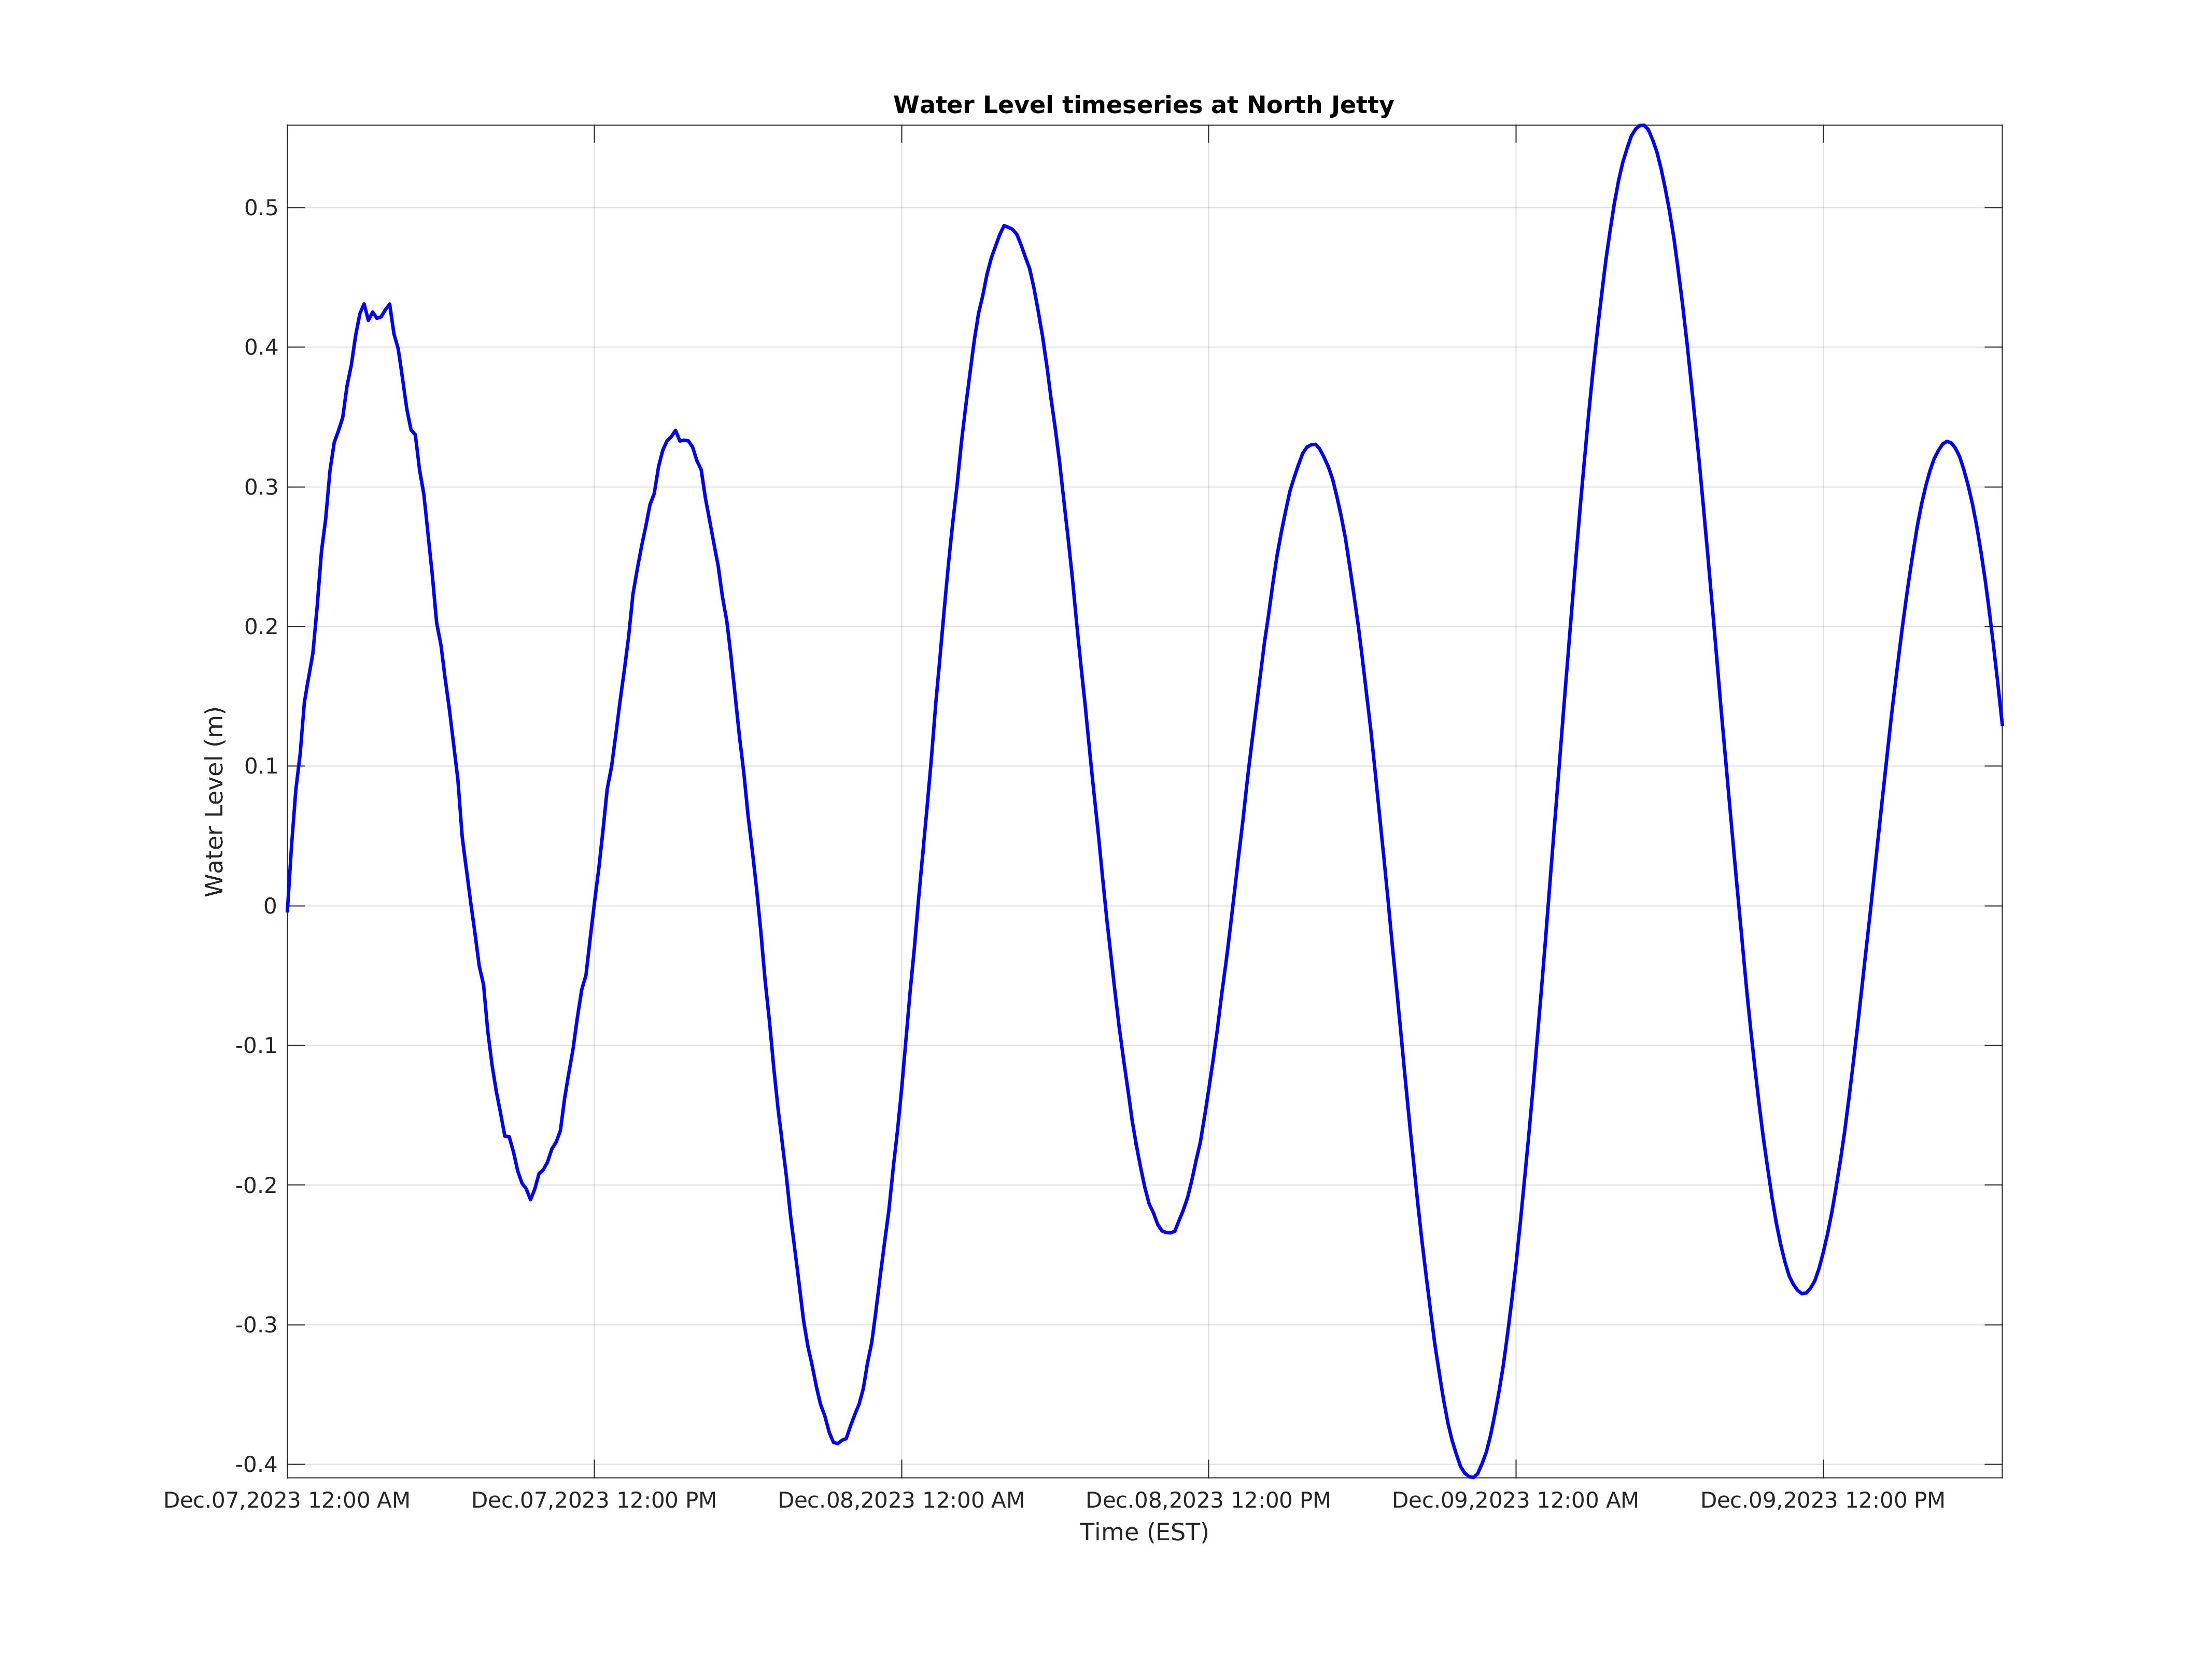 Water Level timeseries at North Jetty
0.5
0.4
0.3
0.2
0.1
0
-0.1
-0.2
-0.3
-0.4
Water Level (m)
Dec.07,2023 12:00 AM Dec.07,2023 12:00 PM Dec.08,2023 12:00 AM Dec.08,2023 12:00 PM Dec.09,2023 12:00 AM Dec.09,2023 12:00 PM
Time (EST)